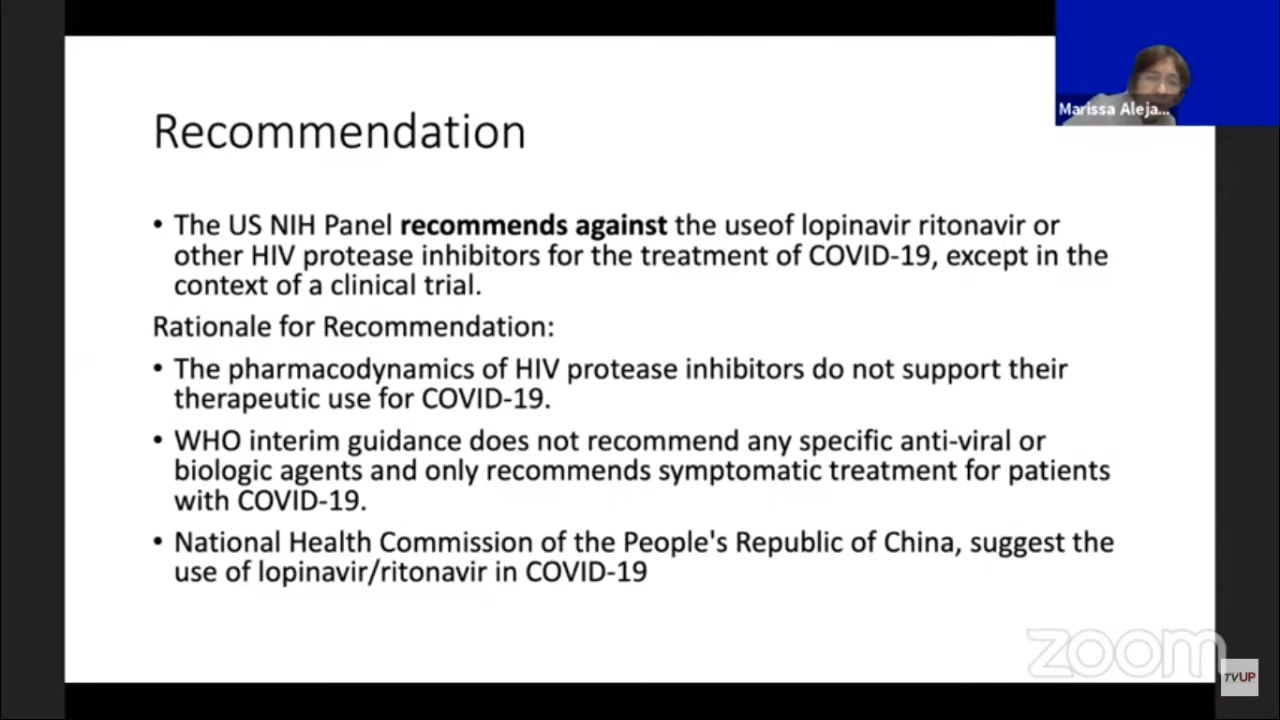 Marissa Aleja...
Recommendation
• The US NIH Panel recommends against the useof lopinavir ritonavir or
other HIV protease inhibitors for the treatment of COVID-19, except in the
context of a clinical trial.
Rationale for Recommendation:
• The pharmacodynamics of HIV protease inhibitors do not support their
therapeutic use for COVID-19.
• WHO interim guidance does not recommend any specific anti-viral or
biologic agents and only recommends symptomatic treatment for patients
with COVID-19.
• National Health Commission of the People's Republic of China, suggest the
use of lopinavir/ritonavir in COVID-19
zoom
TVUP